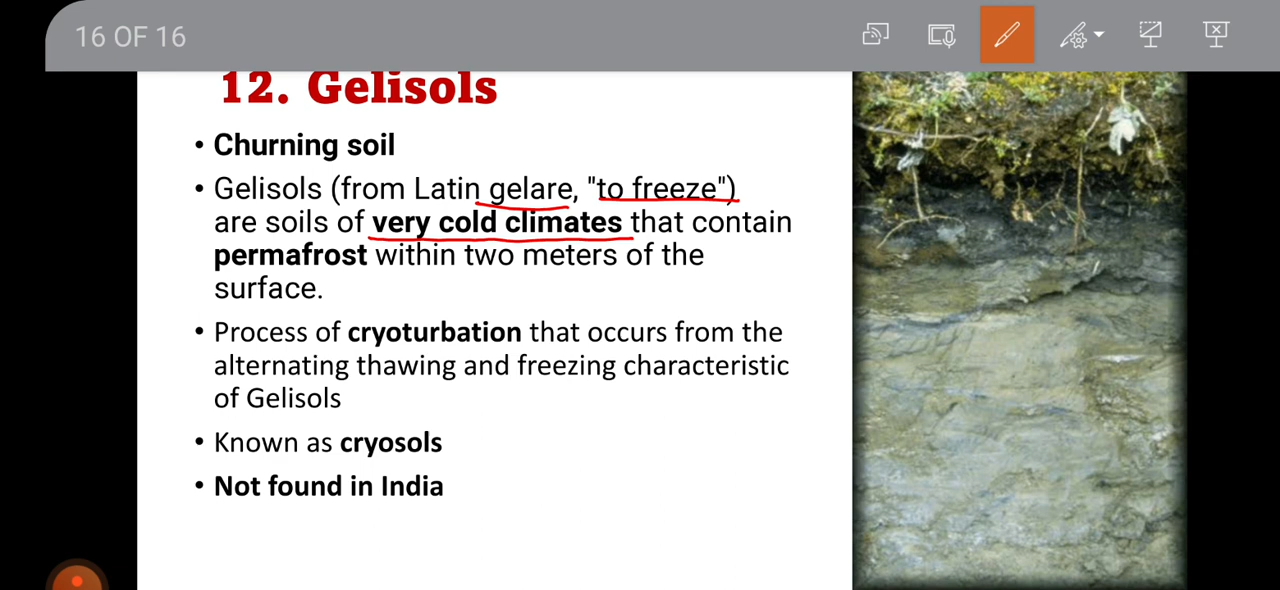 16 OF 16
12. Gelisols
• Churning soil
• Gelisols (from Latin gelare, "to freeze")
are soils of very cold climates that contain
permafrost within two meters of the
surface.
• Process of cryoturbation that occurs from the
alternating thawing and freezing characteristic
of Gelisols
• Known as cryosols
• Not found in India